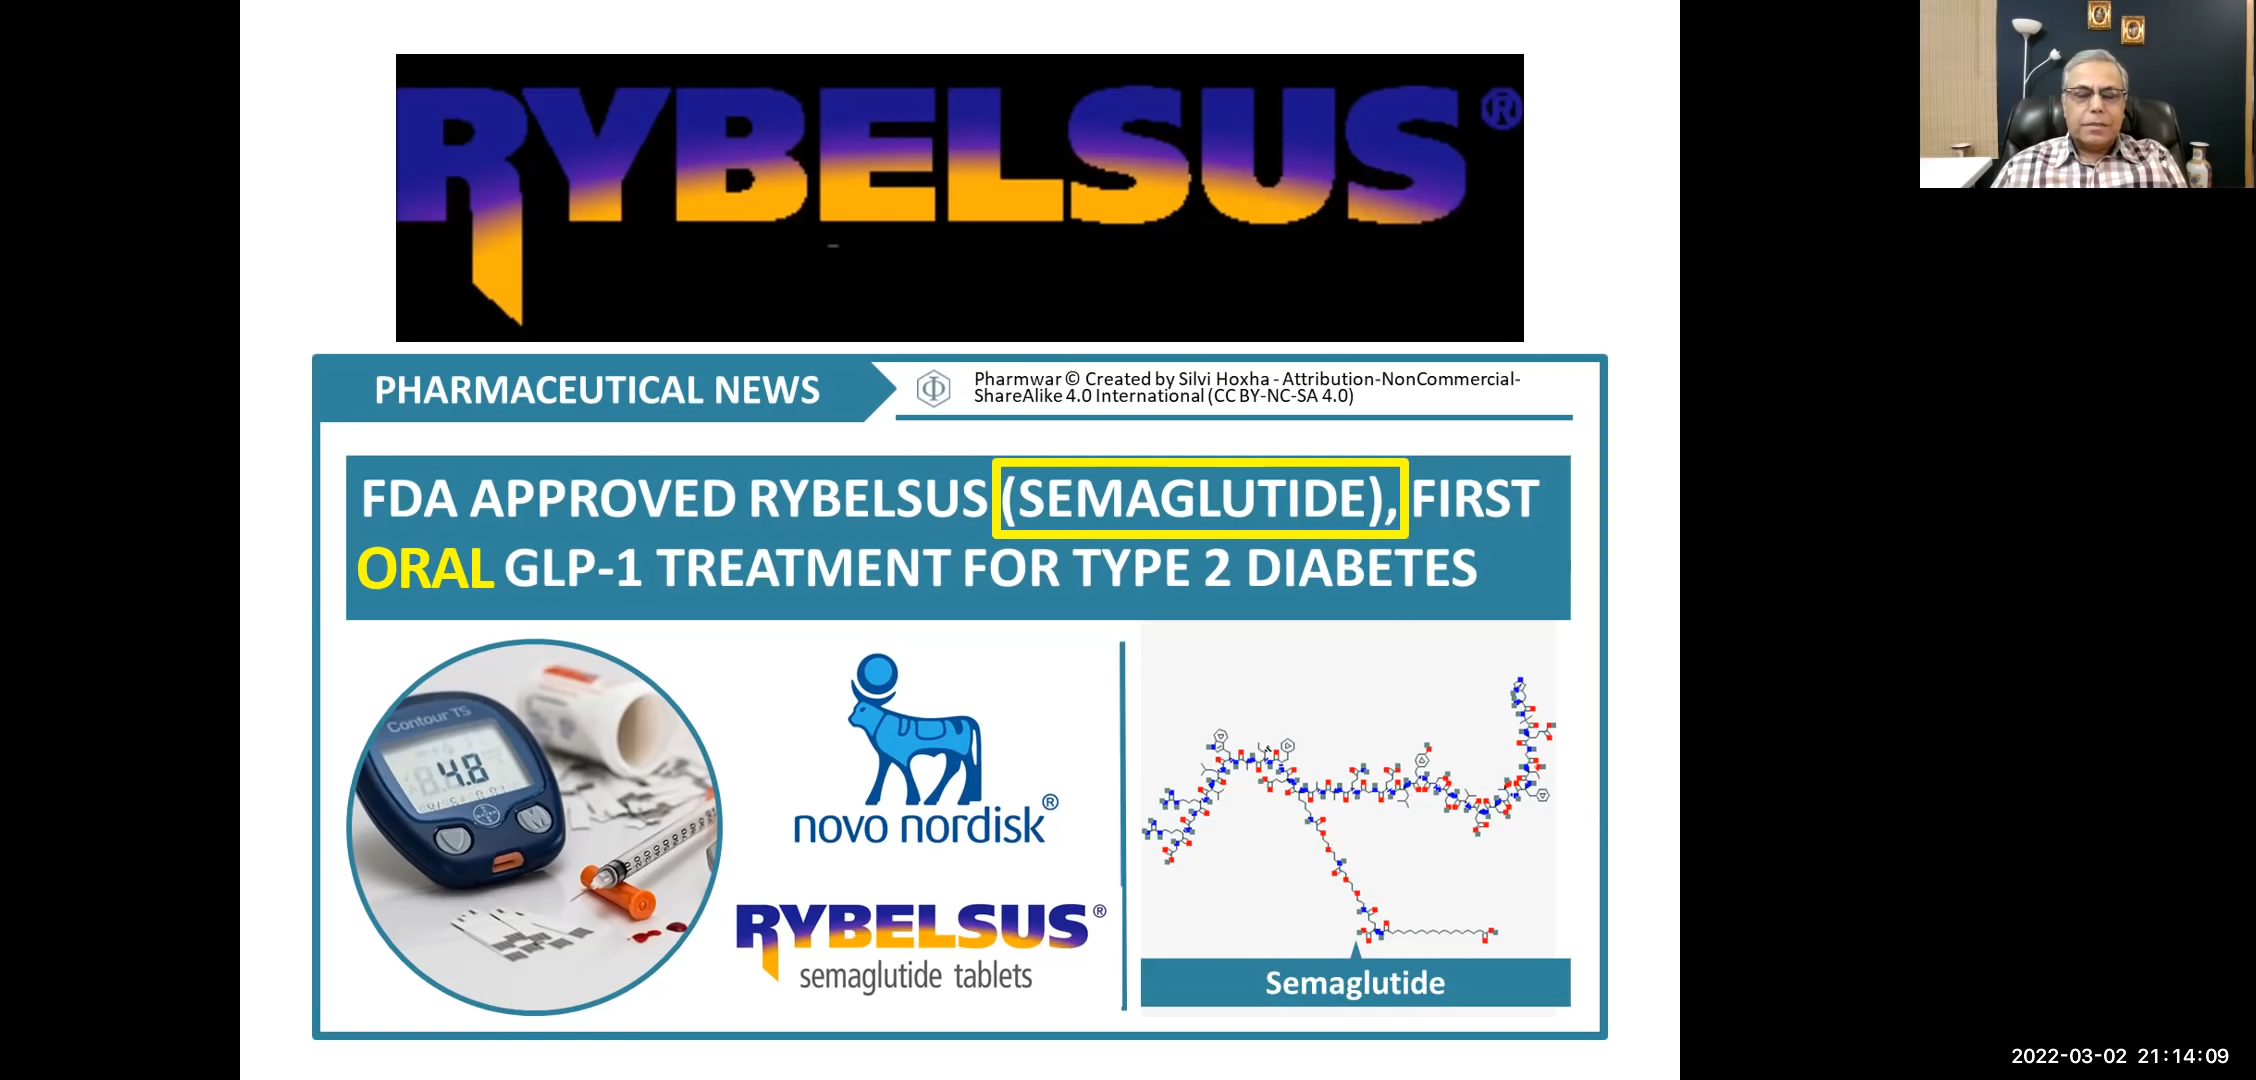 RYBELSUS®
PHARMACEUTICAL NEWS
Pharmwar © Created by Silvi Hoxha - Attribution-NonCommercial-
ShareAlike 4.0 International (CC BY-NC-SA 4.0)
FDA APPROVED RYBELSUS (SEMAGLUTIDE), FIRST
ORAL GLP-1 TREATMENT FOR TYPE 2 DIABETES
Contour TS
4.8
M
novo nordisk®
RYBELSUS®
semaglutide tablets
Semaglutide
2022-03-02 21:14:09